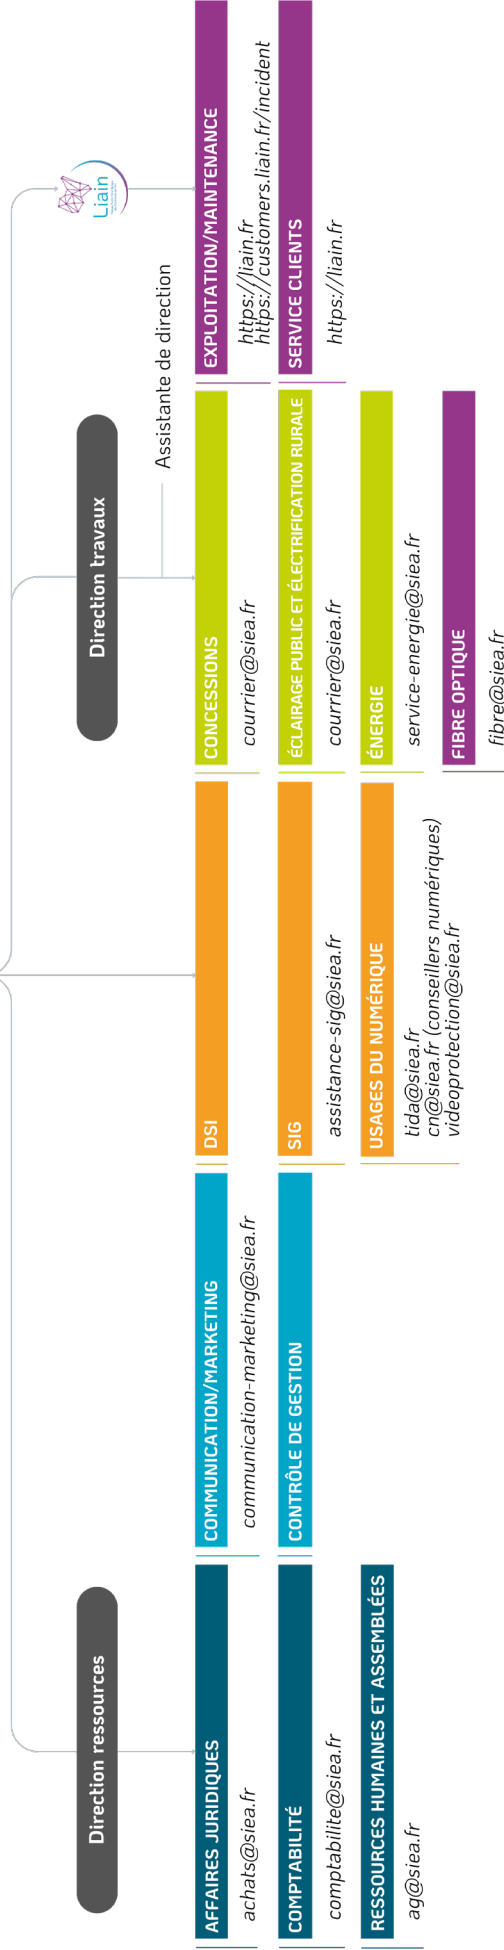 Direction ressources
AFFAIRES JURIDIQUES
achats@siea.fr
COMPTABILITÉ
comptabilite@siea.fr
RESSOURCES HUMAINES ET ASSEMBLÉES
ag@siea.fr
COMMUNICATION/MARKETING
communication-marketing@siea.fr
CONTRÔLE DE GESTION
DSI
SIG
assistance-sig@siea.fr
USAGES DU NUMÉRIQUE
tida@siea.fr
cn@siea.fr (conseillers numériques)
videoprotection@siea.fr
Direction travaux
Assistante de direction
CONCESSIONS
courrier@siea.fr
ÉCLAIRAGE PUBLIC ET ÉLECTRIFICATION RURALE
courrier@siea.fr
ÉNERGIE
service-energie@siea.fr
FIBRE OPTIQUE
fibre@siea.fr
Liain
EXPLOITATION/MAINTENANCE
https://liain.fr
https://customers.liain.fr/incident
SERVICE CLIENTS
https://liain.fr